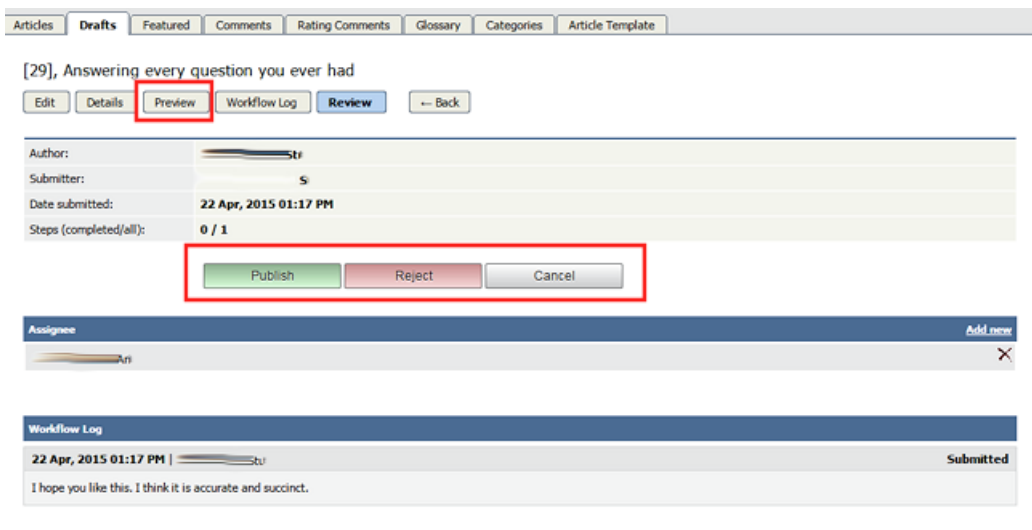 Articles Drafts Featured Comments Rating Comments Glossary Categories Article Template
[29], Answering every question you ever had
Edit Details Preview Workflow Log Review ← Back
Author:
Submitter:
Date submitted: 22 Apr, 2015 01:17 PM
Steps (completed/all): 0 / 1
Publish Reject Cancel
Assignee Add new
Workflow Log
22 Apr, 2015 01:17 PM | Submitted
I hope you like this. I think it is accurate and succinct.